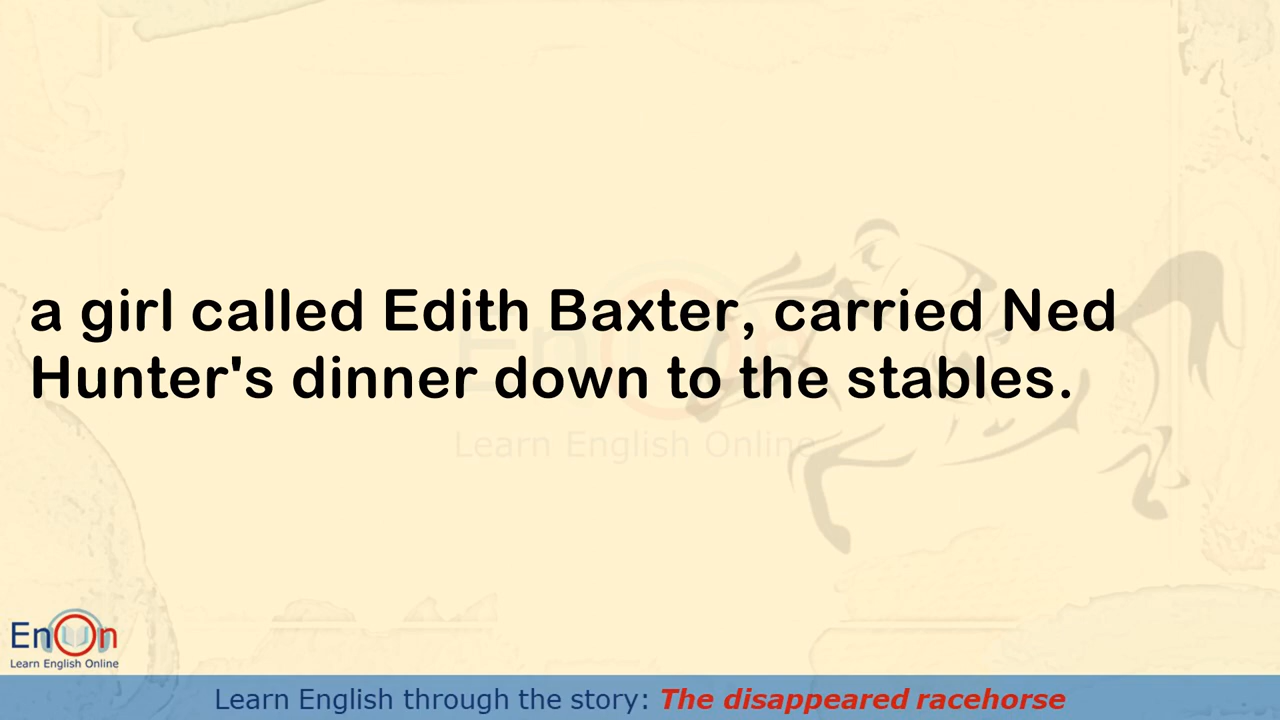 a girl called Edith Baxter, carried Ned
Hunter's dinner down to the stables.
EnOn
Learn English Online
EnOn
Learn English Online
Learn English through the story: The disappeared racehorse